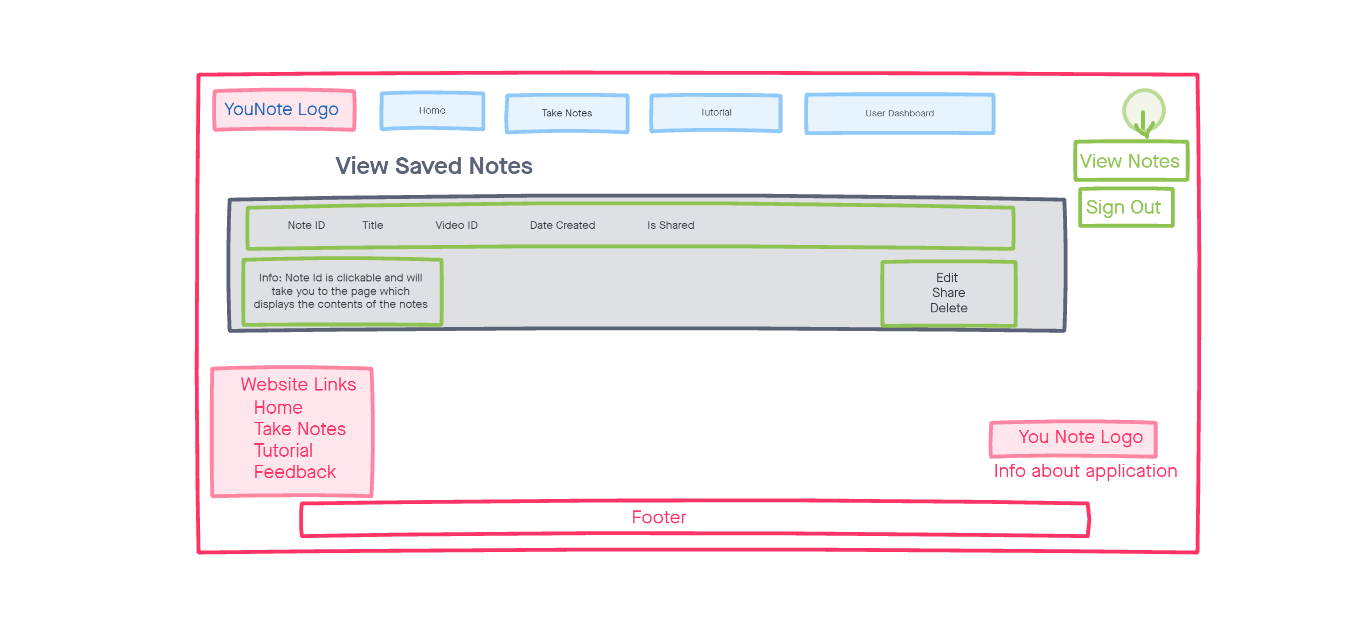 YouNote Logo
Home
Take Notes
Tutorial
User Dashboard
View Notes
Sign Out
View Saved Notes
Note ID Title Video ID Date Created Is Shared
Info: Note Id is clickable and will
take you to the page which
displays the contents of the notes
Edit
Share
Delete
Website Links
Home
Take Notes
Tutorial
Feedback
You Note Logo
Info about application
Footer